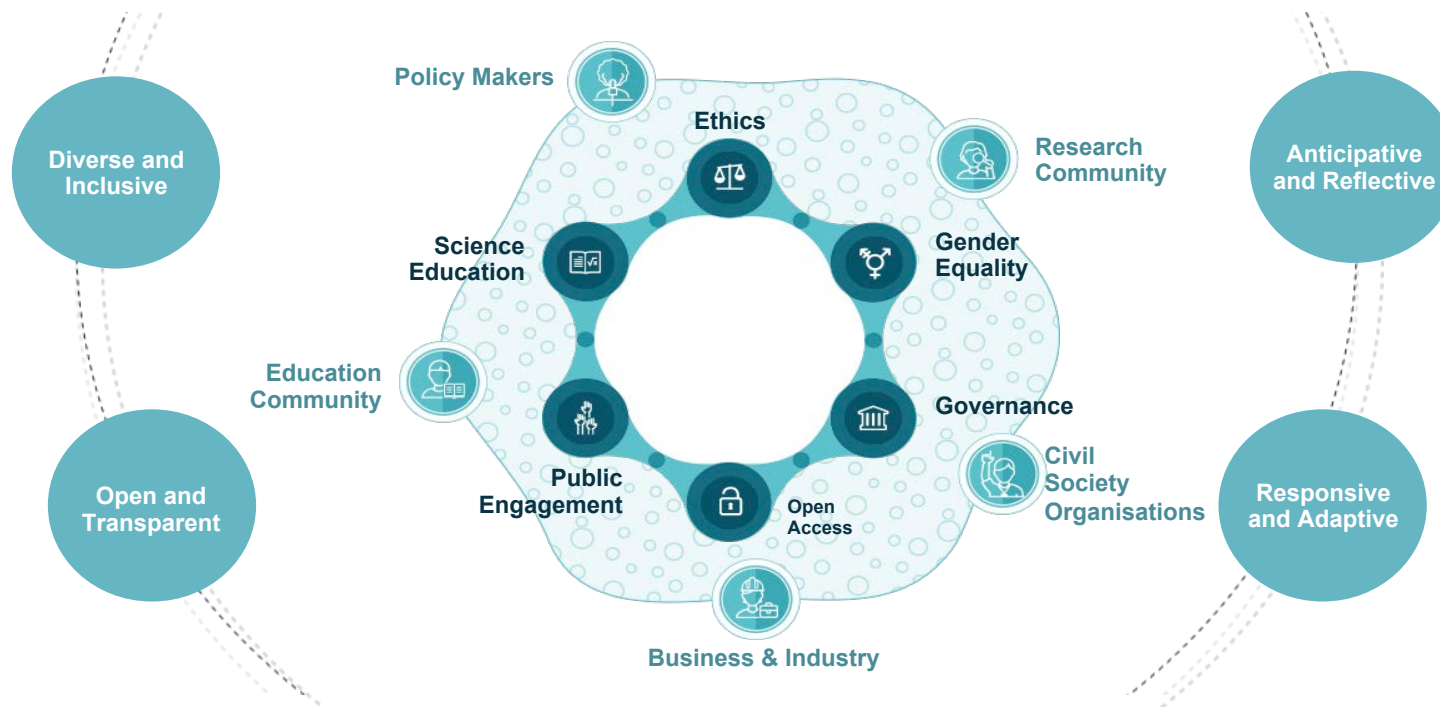 Policy Makers
Ethics
Research
Community
Diverse and
Inclusive
Anticipative
and Reflective
Science
Education
Gender
Equality
Education
Community
Governance
Public
Engagement
Open
Access
Civil
Society
Organisations
Open and
Transparent
Responsive
and Adaptive
Business & Industry